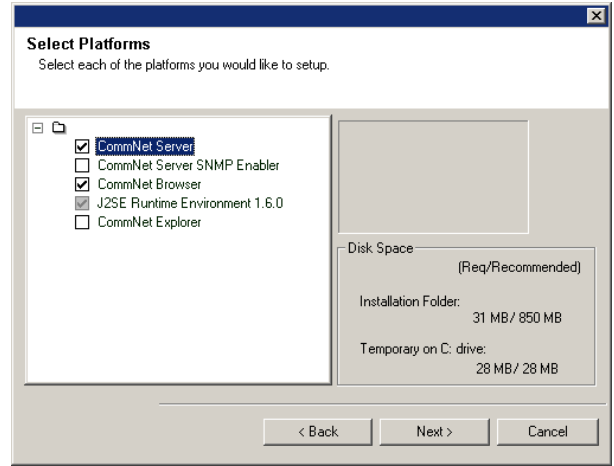 Select Platforms
Select each of the platforms you would like to setup.
CommNet Server
CommNet Server SNMP Enabler
CommNet Browser
J2SE Runtime Environment 1.6.0
CommNet Explorer
Disk Space
(Req/Recommended)
Installation Folder:
31 MB/ 850 MB
Temporary on C: drive:
28 MB/ 28 MB
< Back
Next >
Cancel